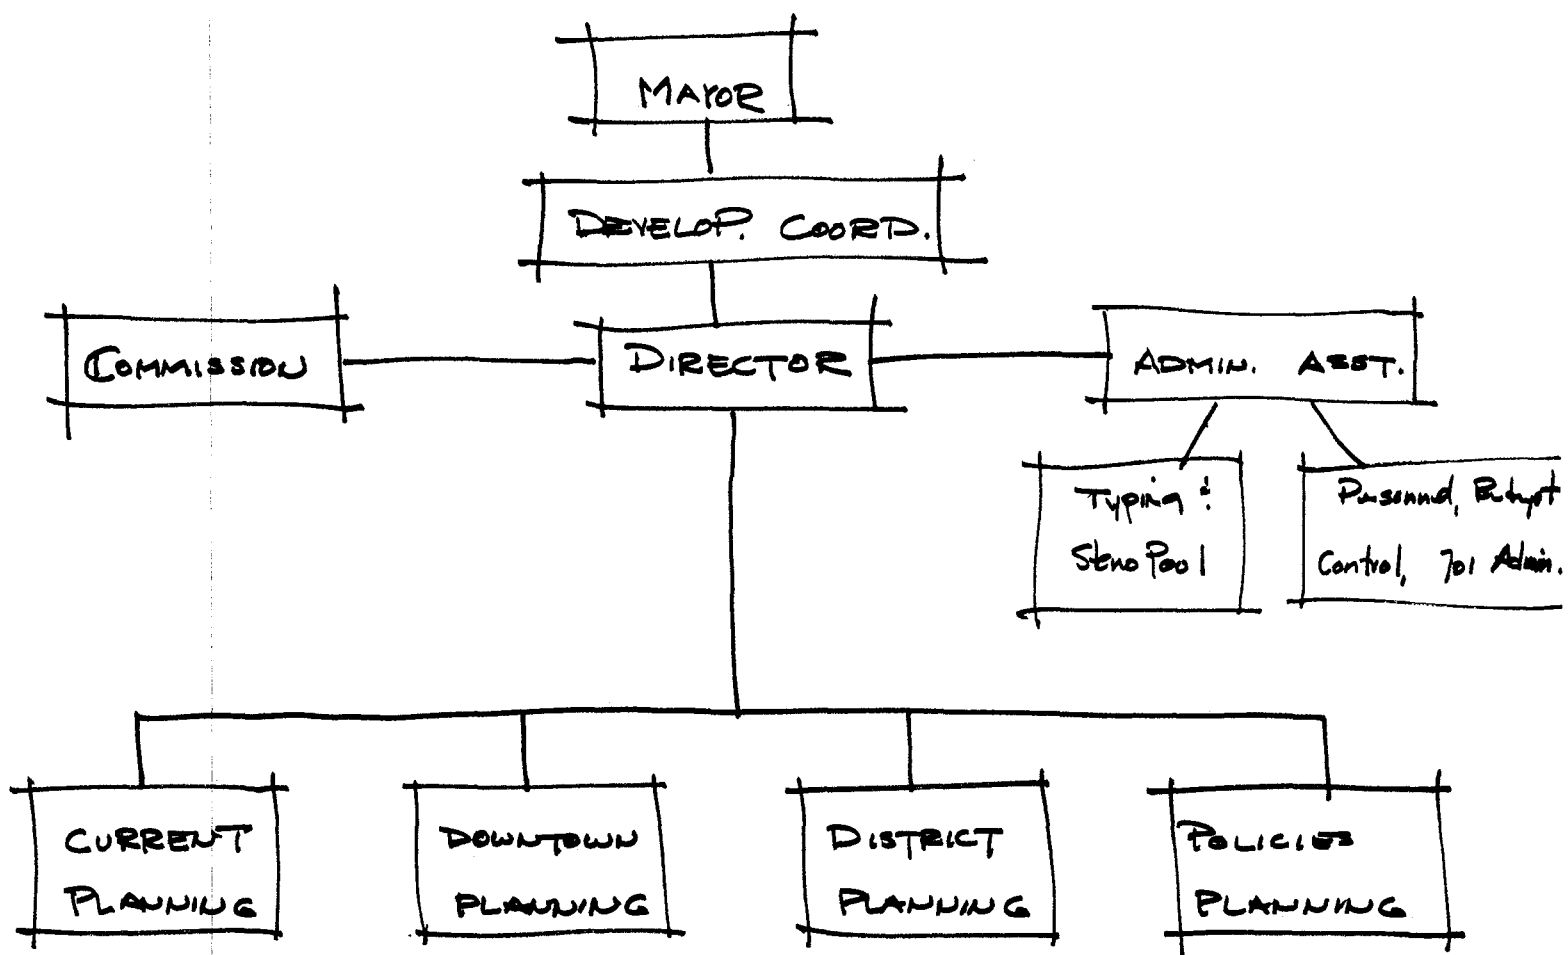 MAYOR
DEVELOP. COORD.
COMMISSION
DIRECTOR
ADMIN. ASST.
Typing &
Steno Pool
Personnel, Budget
Control, 701 Admin.
CURRENT
PLANNING
DOWNTOWN
PLANNING
DISTRICT
PLANNING
POLICIES
PLANNING